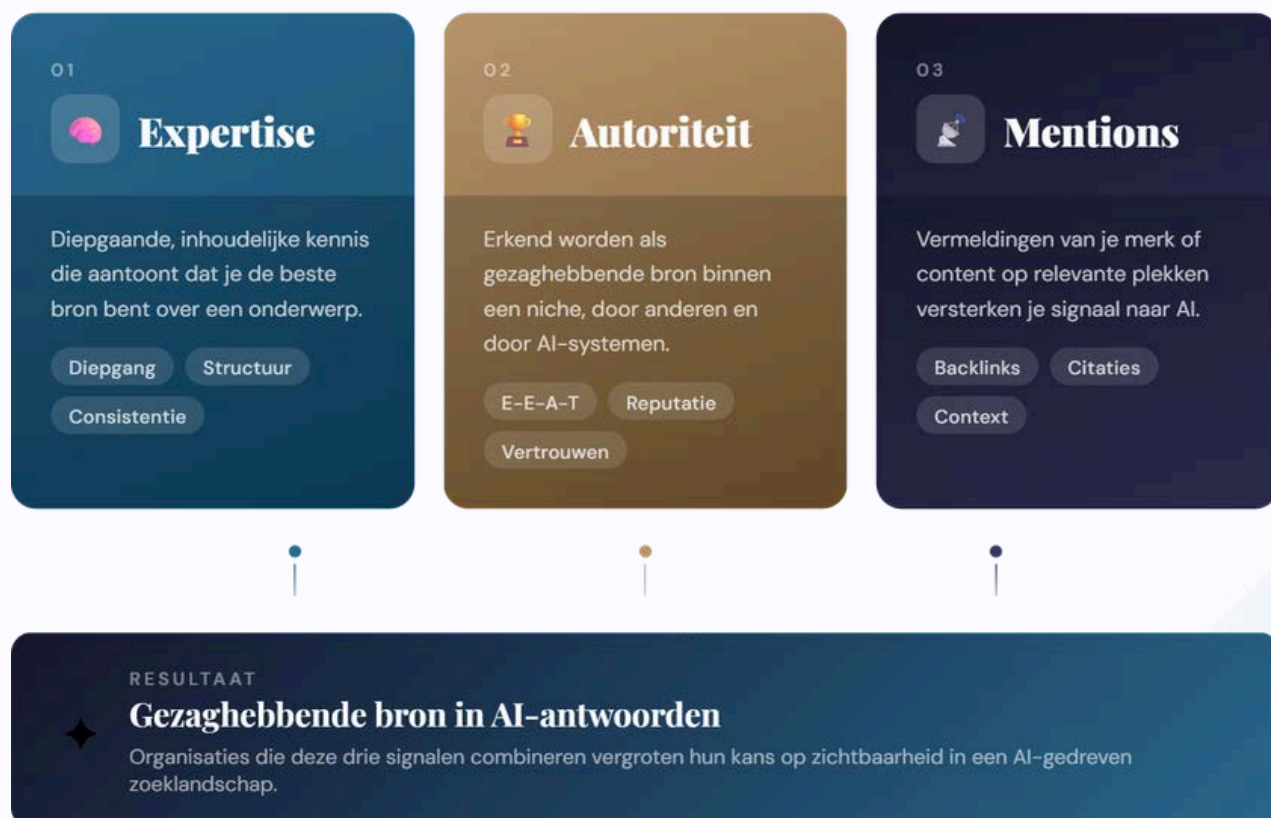 01
Expertise
Diepgaande, inhoudelijke kennis
die aantoont dat je de beste
bron bent over een onderwerp.
Diepgang
Structuur
Consistentie
02
Autoriteit
Erkend worden als
gezaghebbende bron binnen
een niche, door anderen en
door AI-systemen.
E-E-A-T
Reputatie
Vertrouwen
03
Mentions
Vermeldingen van je merk of
content op relevante plekken
versterken je signaal naar AI.
Backlinks
Citaties
Context
RESULTAAT
Gezaghebbende bron in AI-antwoorden
Organisaties die deze drie signalen combineren vergroten hun kans op zichtbaarheid in een AI-gedreven
zoeklandschap.